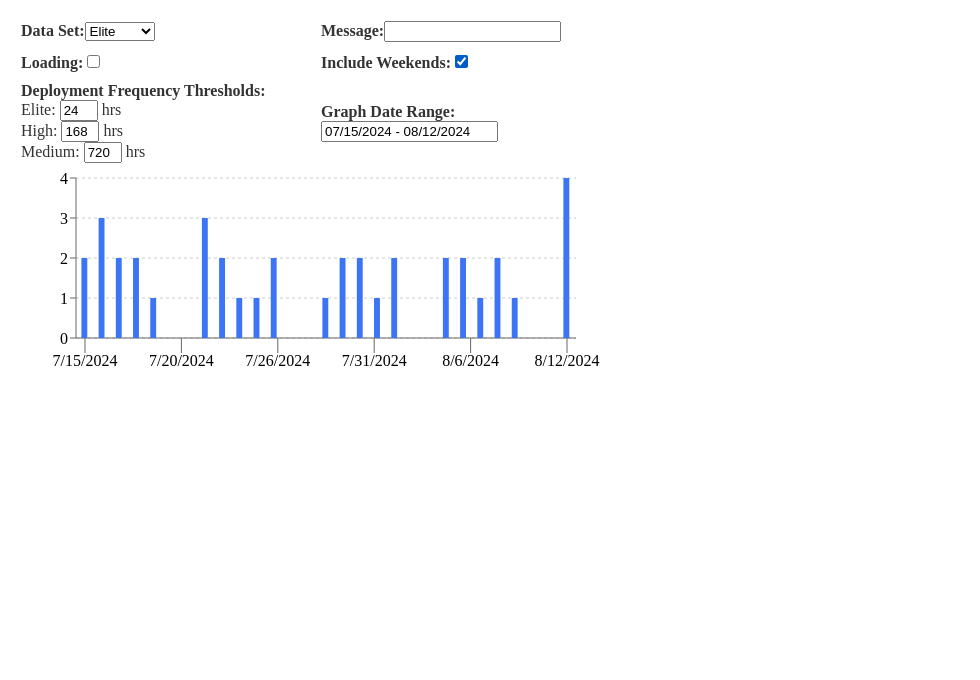 Data Set: Elite
Message:
Loading:
Include Weekends:
Deployment Frequency Thresholds:
Elite: 24 hrs
High: 168 hrs
Medium: 720 hrs
Graph Date Range:
07/15/2024 - 08/12/2024
4
3
2
1
0
7/15/2024 7/20/2024 7/26/2024 7/31/2024 8/6/2024 8/12/2024